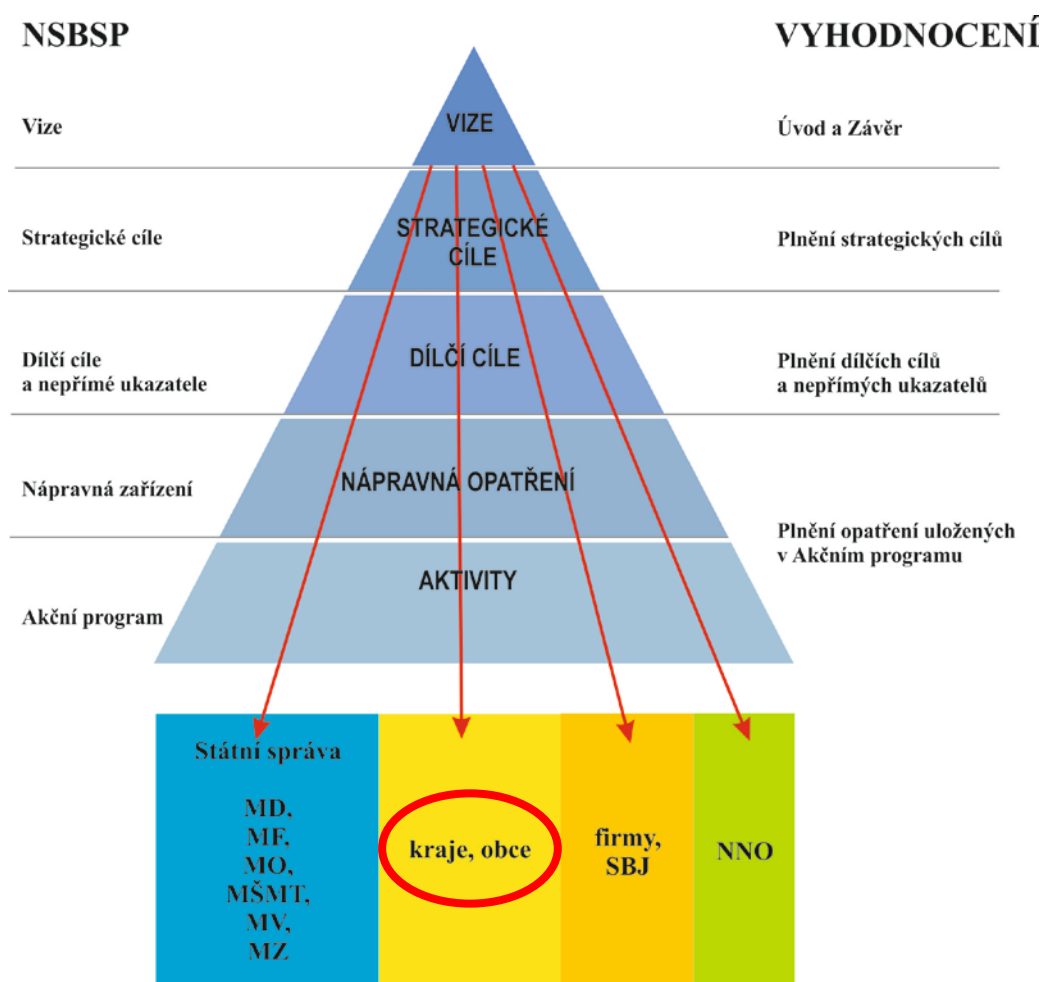 NSBSP
VYHODNOCENÍ
Vize
VIZE
Úvod a Závěr
Strategické cíle
STRATEGICKÉ
CÍLE
Plnění strategických cílů
Dílčí cíle
a nepřímé ukazatele
DÍLČÍ CÍLE
Plnění dílčích cílů
a nepřímých ukazatelů
Nápravná zařízení
NÁPRAVNÁ OPATŘENÍ
Plnění opatření uložených
v Akčním programu
Akční program
AKTIVITY
Státní správa
MD,
MF,
MO,
MŠMT,
MV,
MZ
kraje, obce
firmy,
SBJ
NNO